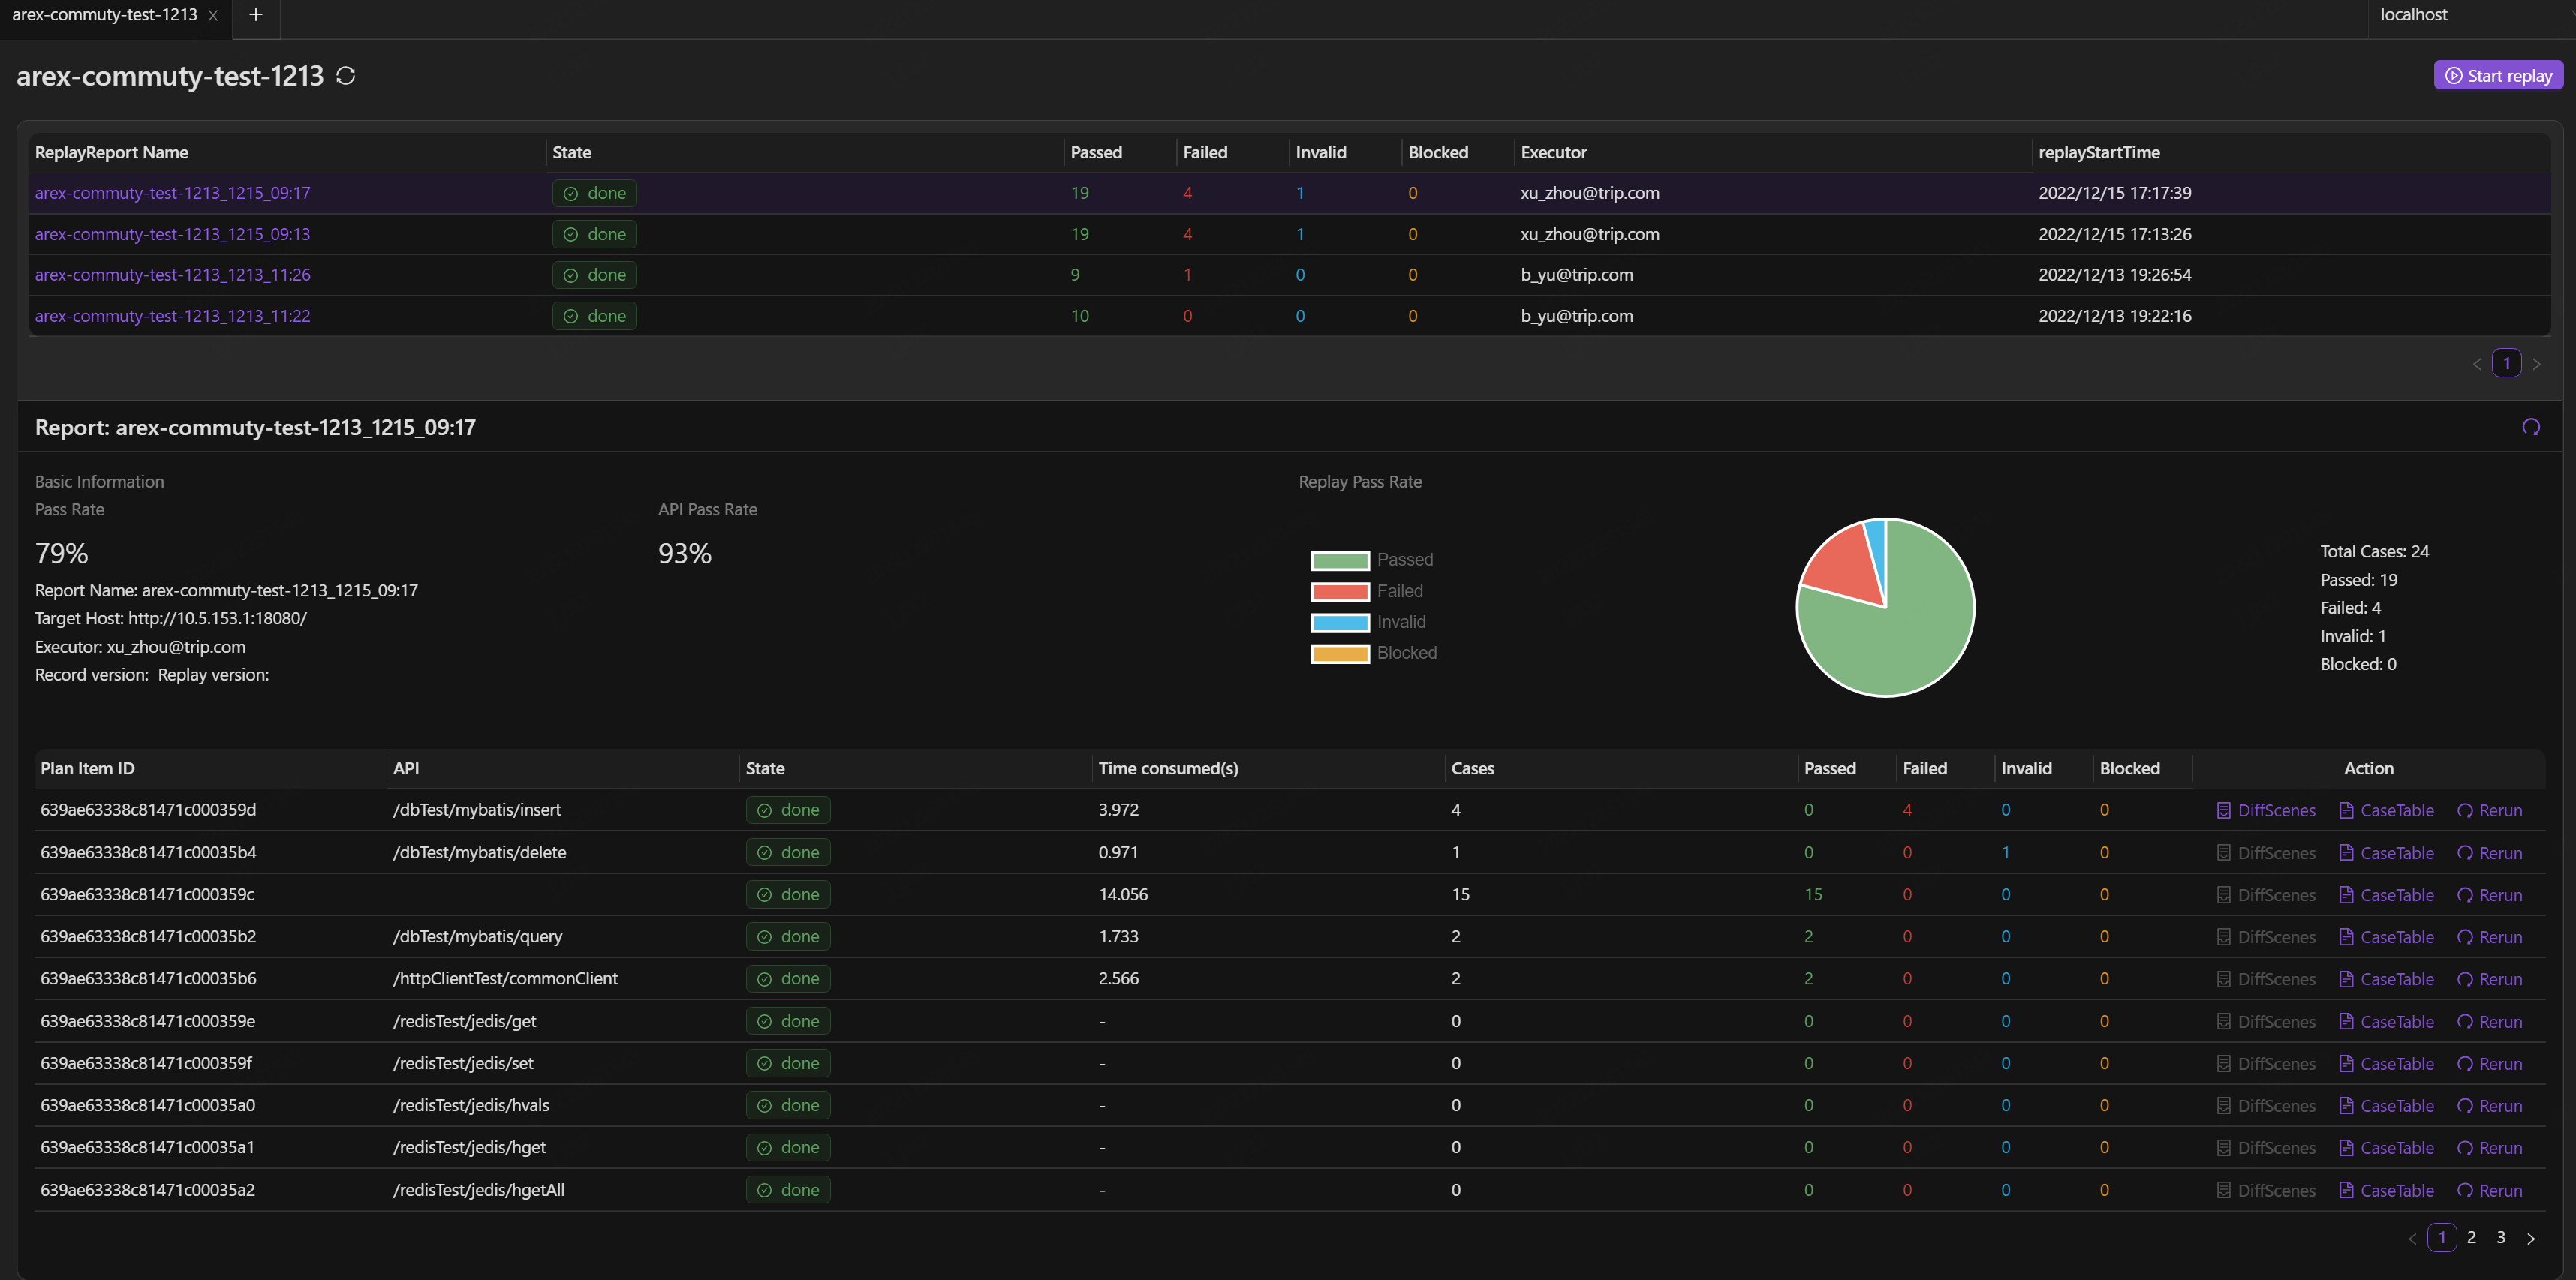 arex-commuty-test-1213
localhost
arex-commuty-test-1213
Start replay
ReplayReport Name State Passed Failed Invalid Blocked Executor replayStartTime
arex-commuty-test-1213_1215_09:17 done 19 4 1 0 xu_zhou@trip.com 2022/12/15 17:17:39
arex-commuty-test-1213_1215_09:13 done 19 4 1 0 xu_zhou@trip.com 2022/12/15 17:13:26
arex-commuty-test-1213_1213_11:26 done 9 1 0 0 b_yu@trip.com 2022/12/13 19:26:54
arex-commuty-test-1213_1213_11:22 done 10 0 0 0 b_yu@trip.com 2022/12/13 19:22:16
< 1 >
Report: arex-commuty-test-1213_1215_09:17
Basic Information
Pass Rate API Pass Rate
79% 93%
Report Name: arex-commuty-test-1213_1215_09:17
Target Host: http://10.5.153.1:18080/
Executor: xu_zhou@trip.com
Record version: Replay version:
Replay Pass Rate
Passed
Failed
Invalid
Blocked
Total Cases: 24
Passed: 19
Failed: 4
Invalid: 1
Blocked: 0
Plan Item ID API State Time consumed(s) Cases Passed Failed Invalid Blocked Action
639ae63338c81471c000359d /dbTest/mybatis/insert done 3.972 4 0 4 0 0 DiffScenes CaseTable Rerun
639ae63338c81471c00035b4 /dbTest/mybatis/delete done 0.971 1 0 0 1 0 DiffScenes CaseTable Rerun
639ae63338c81471c000359c done 14.056 15 15 0 0 0 DiffScenes CaseTable Rerun
639ae63338c81471c00035b2 /dbTest/mybatis/query done 1.733 2 2 0 0 0 DiffScenes CaseTable Rerun
639ae63338c81471c00035b6 /httpClientTest/commonClient done 2.566 2 2 0 0 0 DiffScenes CaseTable Rerun
639ae63338c81471c000359e /redisTest/jedis/get done - 0 0 0 0 0 DiffScenes CaseTable Rerun
639ae63338c81471c000359f /redisTest/jedis/set done - 0 0 0 0 0 DiffScenes CaseTable Rerun
639ae63338c81471c00035a0 /redisTest/jedis/hvals done - 0 0 0 0 0 DiffScenes CaseTable Rerun
639ae63338c81471c00035a1 /redisTest/jedis/hget done - 0 0 0 0 0 DiffScenes CaseTable Rerun
639ae63338c81471c00035a2 /redisTest/jedis/hgetAll done - 0 0 0 0 0 DiffScenes CaseTable Rerun
< 1 2 3 >